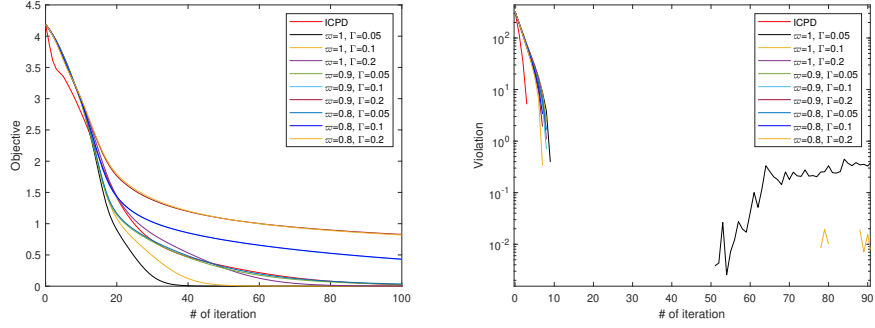 4.5
4
3.5
3
2.5
2
1.5
1
0.5
0
0 20 40 60 80 100
Objective
# of iteration
ICPD
ϖ=1, Γ=0.05
ϖ=1, Γ=0.1
ϖ=1, Γ=0.2
ϖ=0.9, Γ=0.05
ϖ=0.9, Γ=0.1
ϖ=0.9, Γ=0.2
ϖ=0.8, Γ=0.05
ϖ=0.8, Γ=0.1
ϖ=0.8, Γ=0.2
10²
10¹
10⁰
10⁻¹
10⁻²
0 10 20 30 40 50 60 70 80 90
Violation
# of iteration
ICPD
ϖ=1, Γ=0.05
ϖ=1, Γ=0.1
ϖ=1, Γ=0.2
ϖ=0.9, Γ=0.05
ϖ=0.9, Γ=0.1
ϖ=0.9, Γ=0.2
ϖ=0.8, Γ=0.05
ϖ=0.8, Γ=0.1
ϖ=0.8, Γ=0.2